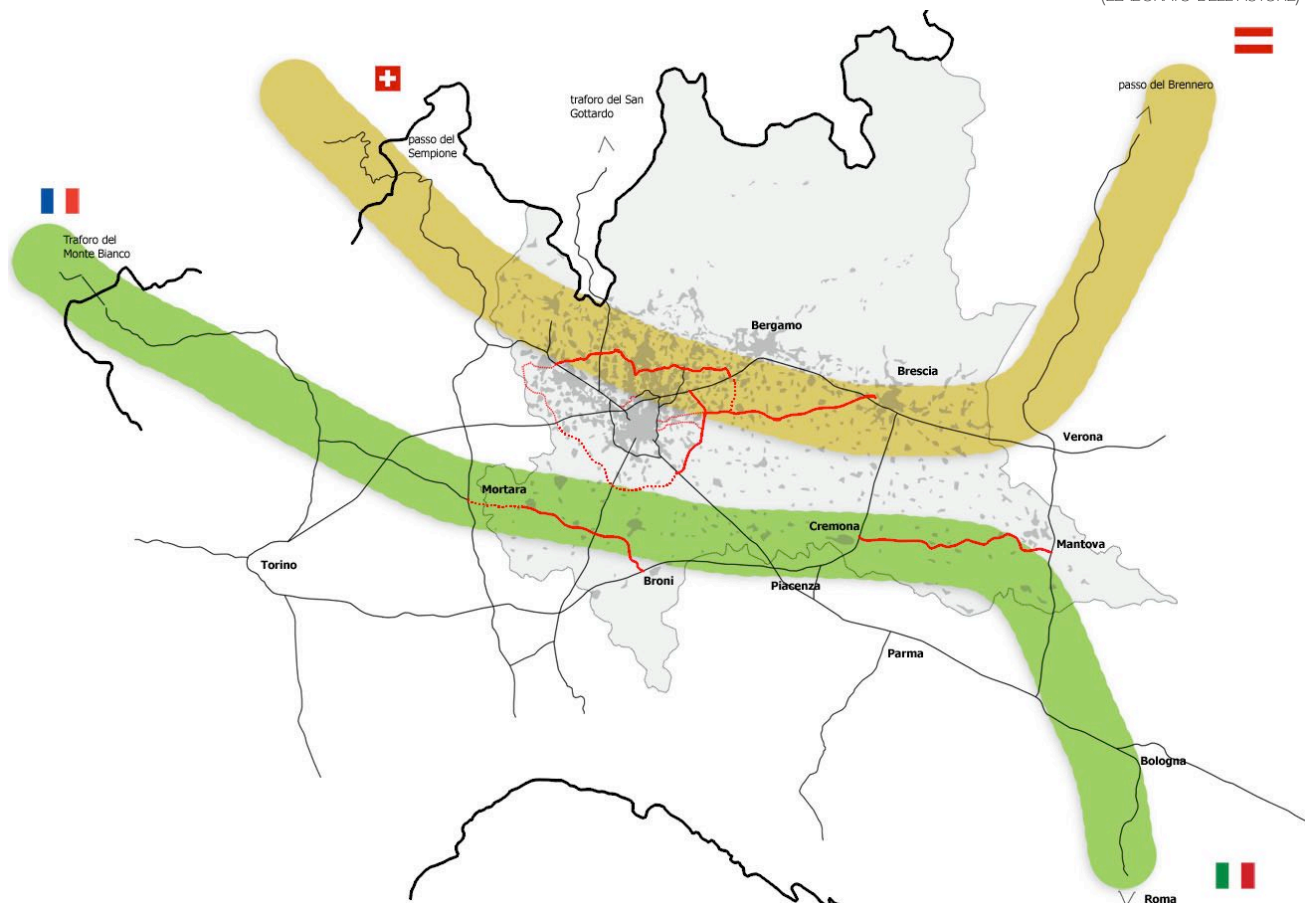 passo del Brennero
traforo del San
Gottardo
passo del
Sempione
Traforo del
Monte Bianco
Bergamo
Brescia
Verona
Mortara
Cremona
Mantova
Torino
Broni
Piacenza
Parma
Bologna
Roma